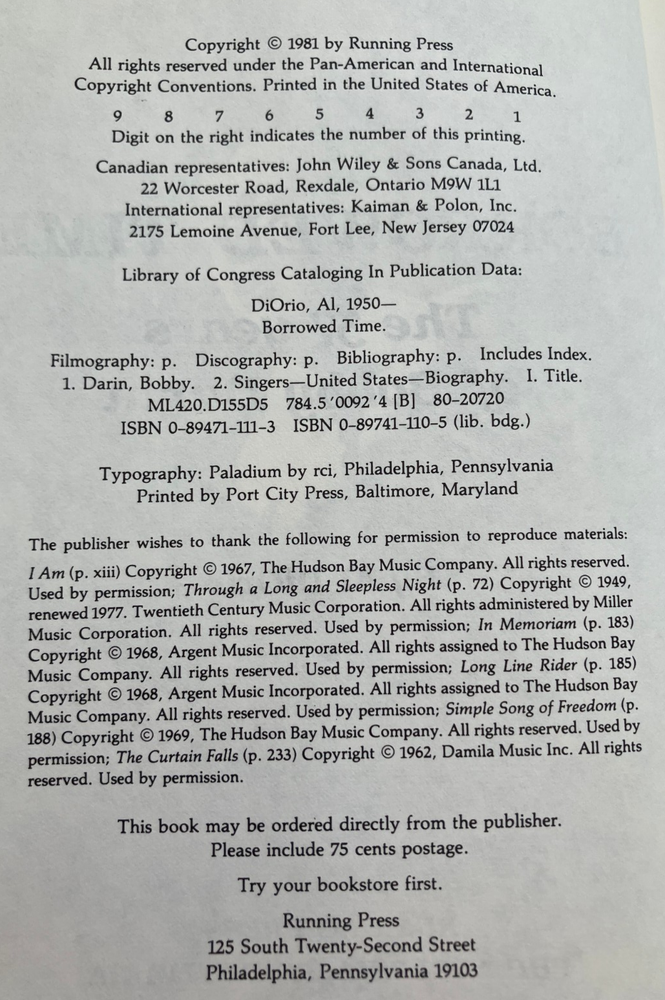 Copyright © 1981 by Running Press
All rights reserved under the Pan-American and International
Copyright Conventions. Printed in the United States of America.
9 8 7 6 5 4 3 2 1
Digit on the right indicates the number of this printing.
Canadian representatives: John Wiley & Sons Canada, Ltd.
22 Worcester Road, Rexdale, Ontario M9W 1L1
International representatives: Kaiman & Polon, Inc.
2175 Lemoine Avenue, Fort Lee, New Jersey 07024
Library of Congress Cataloging In Publication Data:
DiOrio, Al, 1950—
Borrowed Time.
Filmography: p. Discography: p. Bibliography: p. Includes Index.
1. Darin, Bobby. 2. Singers—United States—Biography. I. Title.
ML420.D155D5 784.5'0092'4 [B] 80-20720
ISBN 0-89471-111-3 ISBN 0-89741-110-5 (lib. bdg.)
Typography: Paladium by rci, Philadelphia, Pennsylvania
Printed by Port City Press, Baltimore, Maryland
The publisher wishes to thank the following for permission to reproduce materials:
I Am (p. xiii) Copyright © 1967, The Hudson Bay Music Company. All rights reserved.
Used by permission; Through a Long and Sleepless Night (p. 72) Copyright © 1949,
renewed 1977. Twentieth Century Music Corporation. All rights administered by Miller
Music Corporation. All rights reserved. Used by permission; In Memoriam (p. 183)
Copyright © 1968, Argent Music Incorporated. All rights assigned to The Hudson Bay
Music Company. All rights reserved. Used by permission; Long Line Rider (p. 185)
Copyright © 1968, Argent Music Incorporated. All rights assigned to The Hudson Bay
Music Company. All rights reserved. Used by permission; Simple Song of Freedom (p.
188) Copyright © 1969, The Hudson Bay Music Company. All rights reserved. Used by
permission; The Curtain Falls (p. 233) Copyright © 1962, Damila Music Inc. All rights
reserved. Used by permission.
This book may be ordered directly from the publisher.
Please include 75 cents postage.
Try your bookstore first.
Running Press
125 South Twenty-Second Street
Philadelphia, Pennsylvania 19103